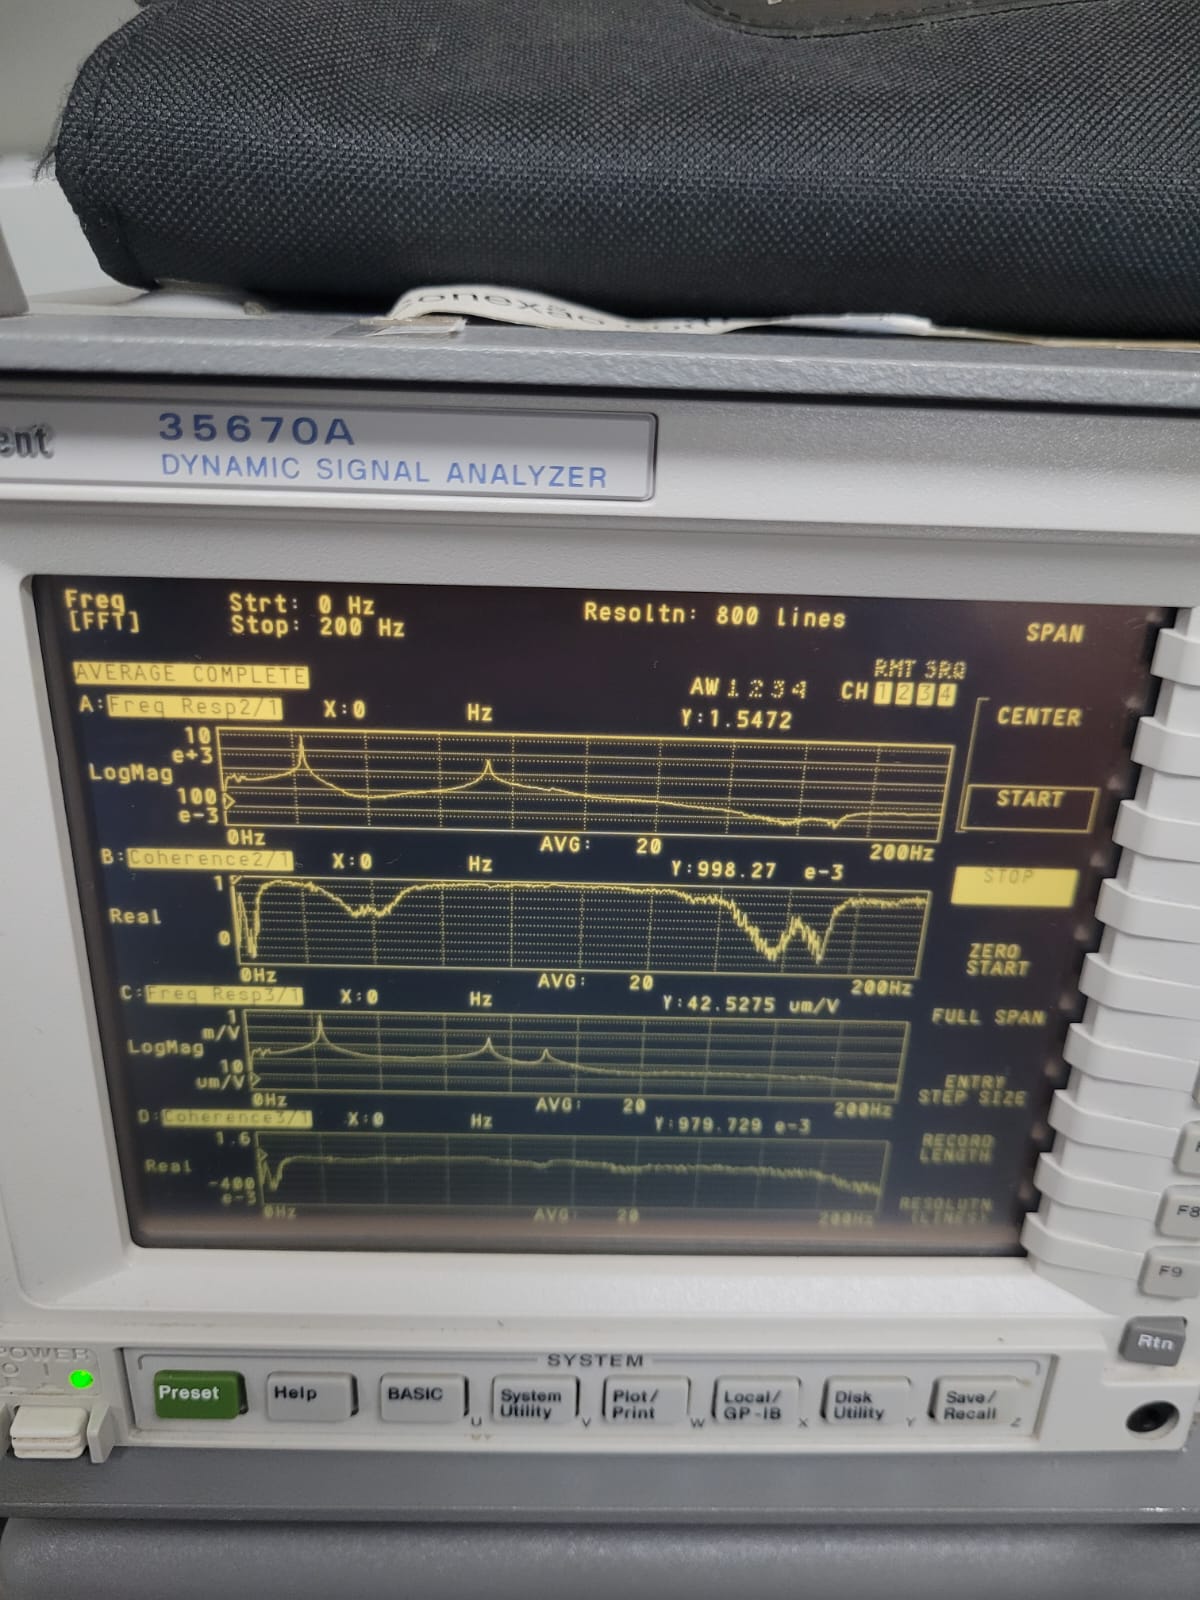 ent
35670A
DYNAMIC SIGNAL ANALYZER
Freq
[FFT]
Strt: 0 Hz
Stop: 200 Hz
Resoltn: 800 lines
SPAN
AVERAGE COMPLETE
RMT SRQ
AW 1 2 3 4 CH 1 2 3 4
A: Freq Resp2/1 X:0 Hz Y:1.5472
CENTER
10
e+3
LogMag
START
100
e-3
0Hz AVG: 20 200Hz
B: Coherence2/1 X:0 Hz Y:998.27 e-3
STOP
1
Real
0
ZERO
START
0Hz AVG: 20 200Hz
C: Freq Resp3/1 X:0 Hz Y:42.5275 um/V
FULL SPAN
1
m/V
LogMag
10
um/V
ENTRY
STEP SIZE
0Hz AVG: 20 200Hz
D: Coherence3/1 X:0 Hz Y:979.729 e-3
1.6
RECORD
LENGTH
Real
-400
e-3
RESOLUTN
(LINES)
0Hz AVG: 20 200Hz
F8
F9
Rtn
POWER
O I
SYSTEM
Preset
Help
BASIC
U
System
Utility
V
Plot/
Print
W
Local/
GP-IB
X
Disk
Utility
Y
Save/
Recall
Z